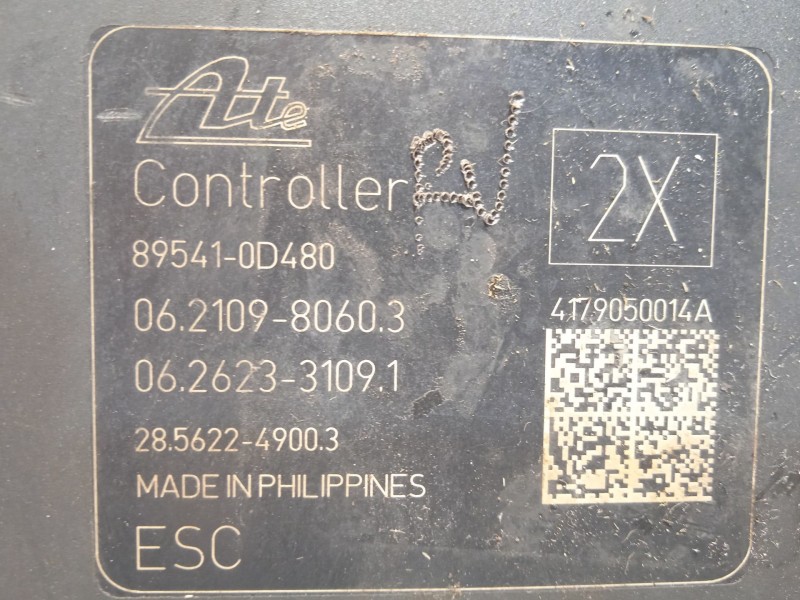 Ate
Controller
RV
2X
89541-0D480
06.2109-8060.3
4179050014A
06.2623-3109.1
28.5622-4900.3
MADE IN PHILIPPINES
ESC